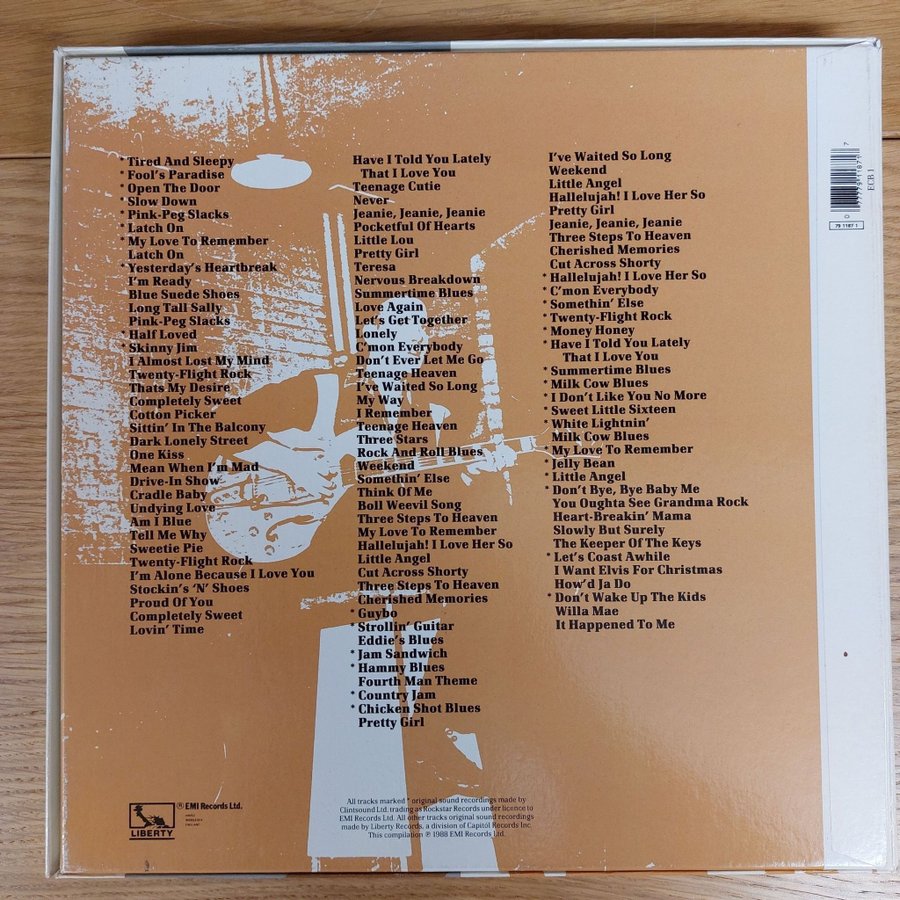 * Tired And Sleepy
* Fool's Paradise
* Open The Door
* Slow Down
* Pink-Peg Slacks
* Latch On
* My Love To Remember
Latch On
* Yesterday's Heartbreak
I'm Ready
Blue Suede Shoes
Long Tall Sally
Pink-Peg Slacks
* Half Loved
* Skinny Jim
I Almost Lost My Mind
Twenty-Flight Rock
Thats My Desire
Completely Sweet
Cotton Picker
Sittin' In The Balcony
Dark Lonely Street
One Kiss
Mean When I'm Mad
Drive-In Show
Cradle Baby
Undying Love
Am I Blue
Tell Me Why
Sweetie Pie
Twenty-Flight Rock
I'm Alone Because I Love You
Stockin's 'N' Shoes
Proud Of You
Completely Sweet
Lovin' Time
Have I Told You Lately
That I Love You
Teenage Cutie
Never
Jeanie, Jeanie, Jeanie
Pocketful Of Hearts
Little Lou
Pretty Girl
Teresa
Nervous Breakdown
Summertime Blues
Love Again
Let's Get Together
Lonely
C'mon Everybody
Don't Ever Let Me Go
Teenage Heaven
I've Waited So Long
My Way
I Remember
Teenage Heaven
Three Stars
Rock And Roll Blues
Weekend
Somethin' Else
Think Of Me
Boll Weevil Song
Three Steps To Heaven
My Love To Remember
Hallelujah! I Love Her So
Little Angel
Cut Across Shorty
Three Steps To Heaven
Cherished Memories
* Guybo
* Strollin' Guitar
Eddie's Blues
* Jam Sandwich
* Hammy Blues
Fourth Man Theme
* Country Jam
* Chicken Shot Blues
Pretty Girl
I've Waited So Long
Weekend
Little Angel
Hallelujah! I Love Her So
Pretty Girl
Jeanie, Jeanie, Jeanie
Three Steps To Heaven
Cherished Memories
Cut Across Shorty
* Hallelujah! I Love Her So
* C'mon Everybody
* Somethin' Else
* Twenty-Flight Rock
* Money Honey
* Have I Told You Lately
That I Love You
* Summertime Blues
* Milk Cow Blues
* I Don't Like You No More
* Sweet Little Sixteen
* White Lightnin'
Milk Cow Blues
* My Love To Remember
* Jelly Bean
* Little Angel
* Don't Bye, Bye Baby Me
You Oughta See Grandma Rock
Heart-Breakin' Mama
Slowly But Surely
The Keeper Of The Keys
* Let's Coast Awhile
I Want Elvis For Christmas
How'd Ja Do
* Don't Wake Up The Kids
Willa Mae
It Happened To Me
LIBERTY
℗ EMI Records Ltd.
All tracks marked * original sound recordings made by
Clintsound Ltd. trading as Rockstar Records under licence to
EMI Records Ltd. All other tracks original sound recordings
made by Liberty Records, a division of Capitol Records Inc.
This compilation ℗ 1988 EMI Records Ltd.
79 1187 1
ECB 1